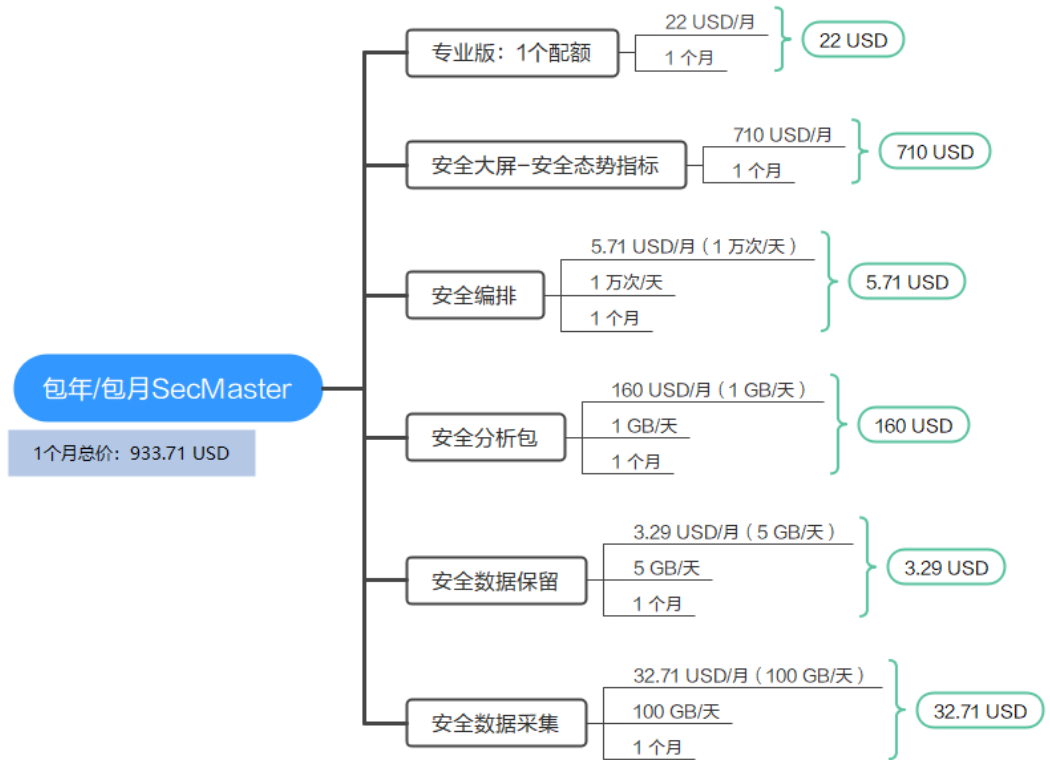 包年/包月SecMaster
1个月总价：933.71 USD
专业版：1个配额
22 USD/月
1 个月
22 USD
安全大屏-安全态势指标
710 USD/月
1 个月
710 USD
安全编排
5.71 USD/月（1 万次/天）
1 万次/天
1 个月
5.71 USD
安全分析包
160 USD/月（1 GB/天）
1 GB/天
1 个月
160 USD
安全数据保留
3.29 USD/月（5 GB/天）
5 GB/天
1 个月
3.29 USD
安全数据采集
32.71 USD/月（100 GB/天）
100 GB/天
1 个月
32.71 USD